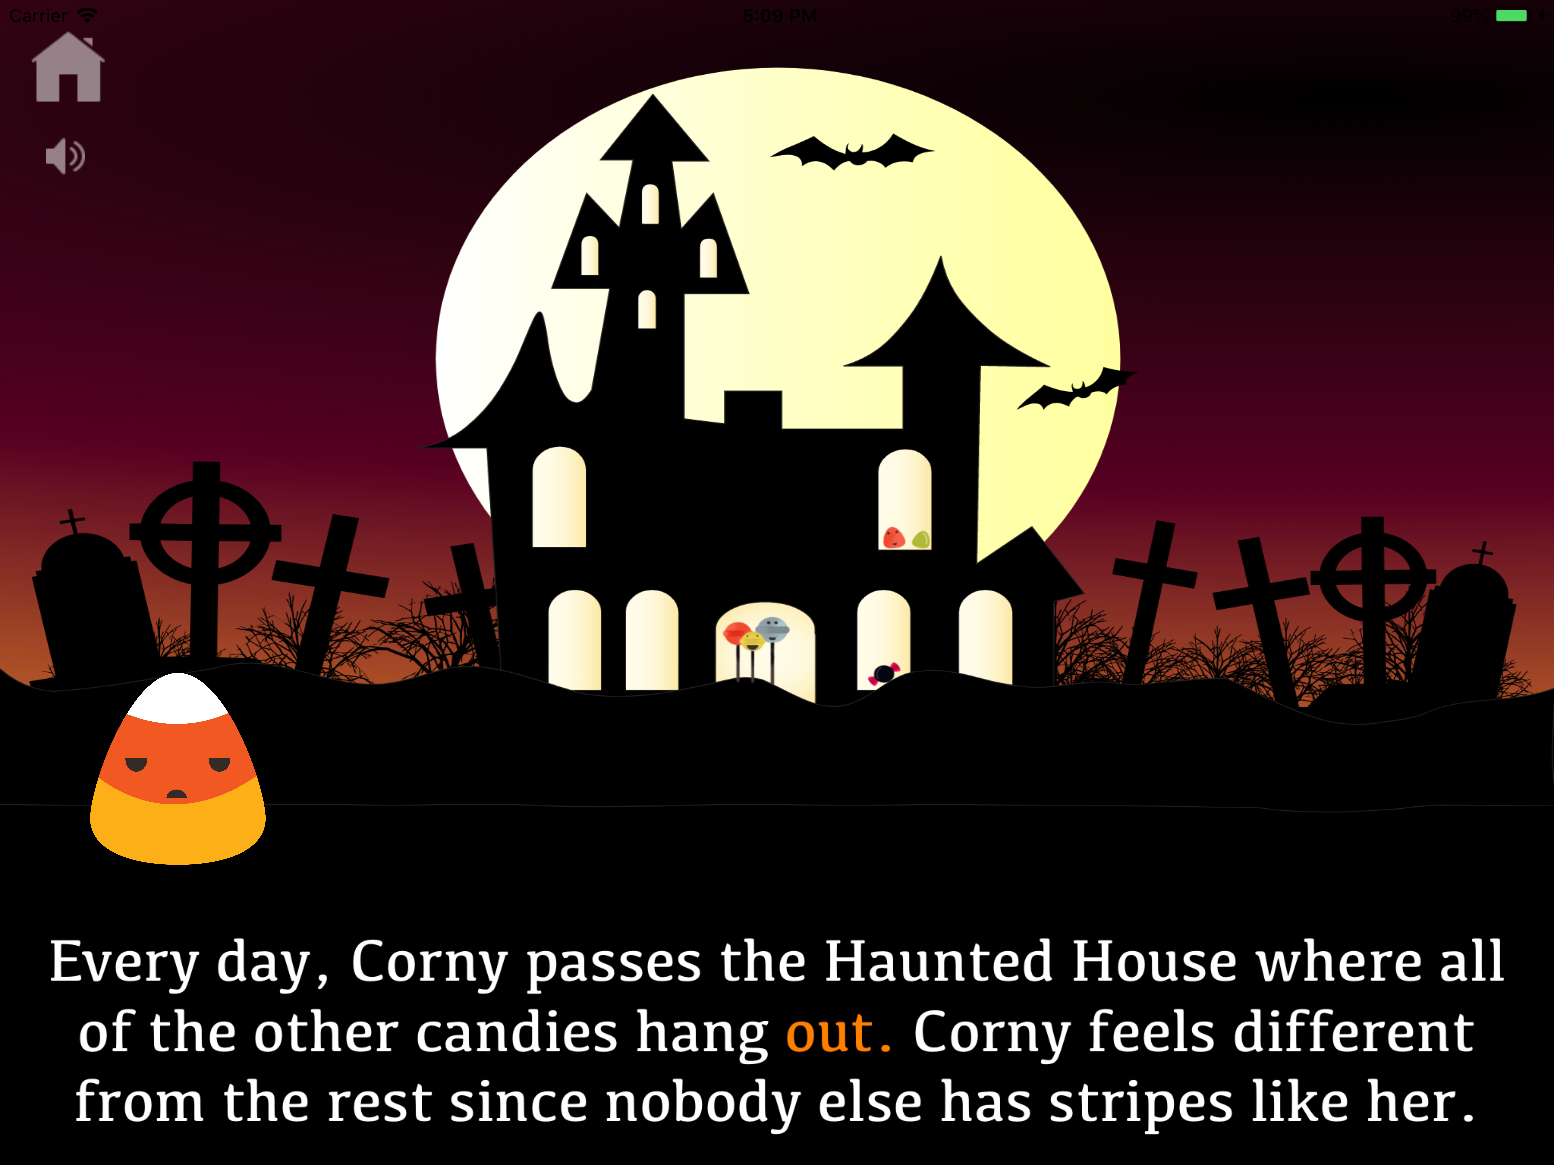 Carrier
5:09 PM
99%
Every day, Corny passes the Haunted House where all
of the other candies hang out. Corny feels different
from the rest since nobody else has stripes like her.